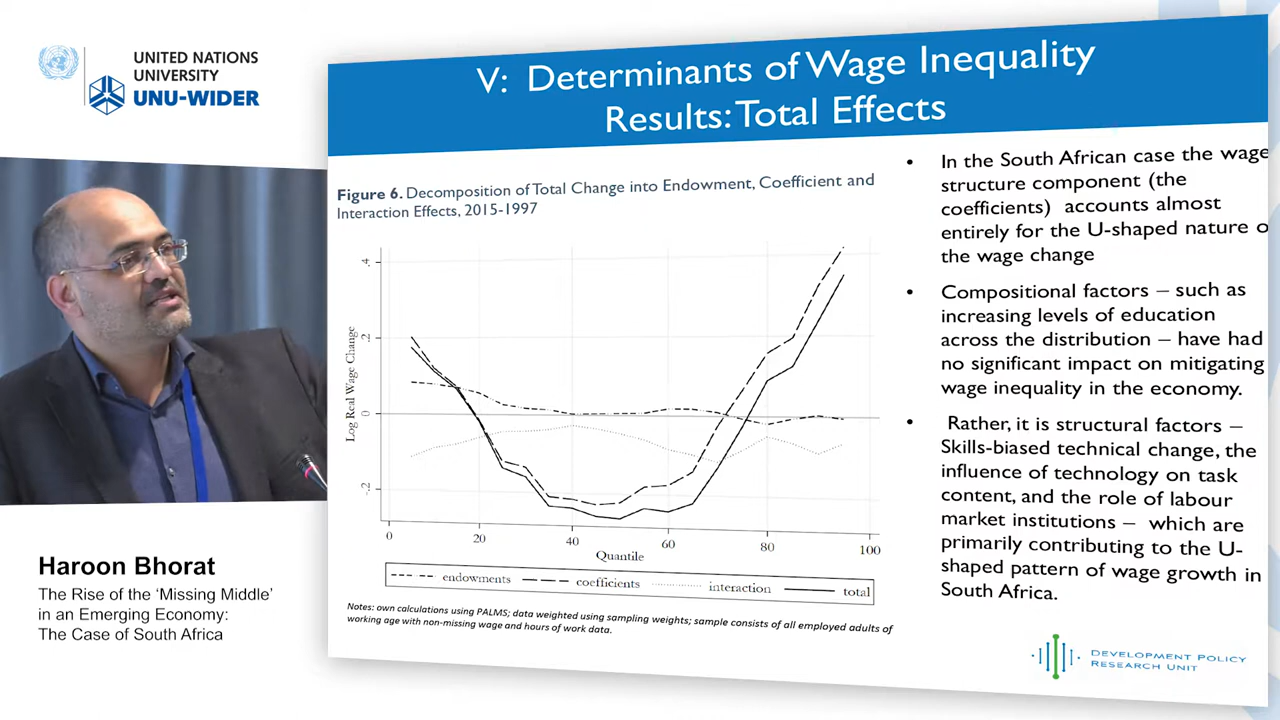 UNITED NATIONS
UNIVERSITY
UNU-WIDER
V: Determinants of Wage Inequality
Results: Total Effects
Figure 6. Decomposition of Total Change into Endowment, Coefficient and
Interaction Effects, 2015-1997
Log Real Wage Change
.4
.2
0
-.2
0
20
40
60
80
100
Quantile
endowments
coefficients
interaction
total
Notes: own calculations using PALMS; data weighted using sampling weights; sample consists of all employed adults of
working age with non-missing wage and hours of work data.
• In the South African case the wage
structure component (the
coefficients) accounts almost
entirely for the U-shaped nature o
the wage change
• Compositional factors – such as
increasing levels of education
across the distribution – have had
no significant impact on mitigating
wage inequality in the economy.
• Rather, it is structural factors –
Skills-biased technical change, the
influence of technology on task
content, and the role of labour
market institutions – which are
primarily contributing to the U-
shaped pattern of wage growth in
South Africa.
DEVELOPMENT POLICY
RESEARCH UNIT
Haroon Bhorat
The Rise of the ‘Missing Middle’
in an Emerging Economy:
The Case of South Africa